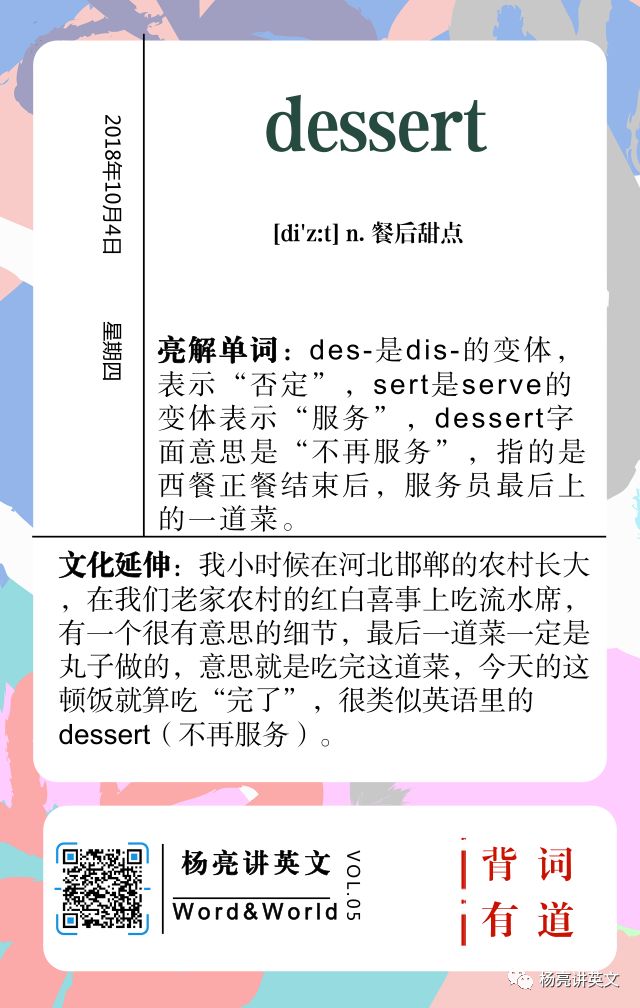 dessert
[di'z:t] n. 餐后甜点
2018年10月4日
星期四
亮解单词：des-是dis-的变体，
表示“否定”，sert是serve的
变体表示“服务”，dessert字
面意思是“不再服务”，指的是
西餐正餐结束后，服务员最后上
的一道菜。
文化延伸：我小时候在河北邯郸的农村长大
，在我们老家农村的红白喜事上吃流水席，
有一个很有意思的细节，最后一道菜一定是
丸子做的，意思就是吃完这道菜，今天的这
顿饭就算吃“完了”，很类似英语里的
dessert（不再服务）。
杨亮讲英文
Word&World
VOL.05
背词
有道
杨亮讲英文